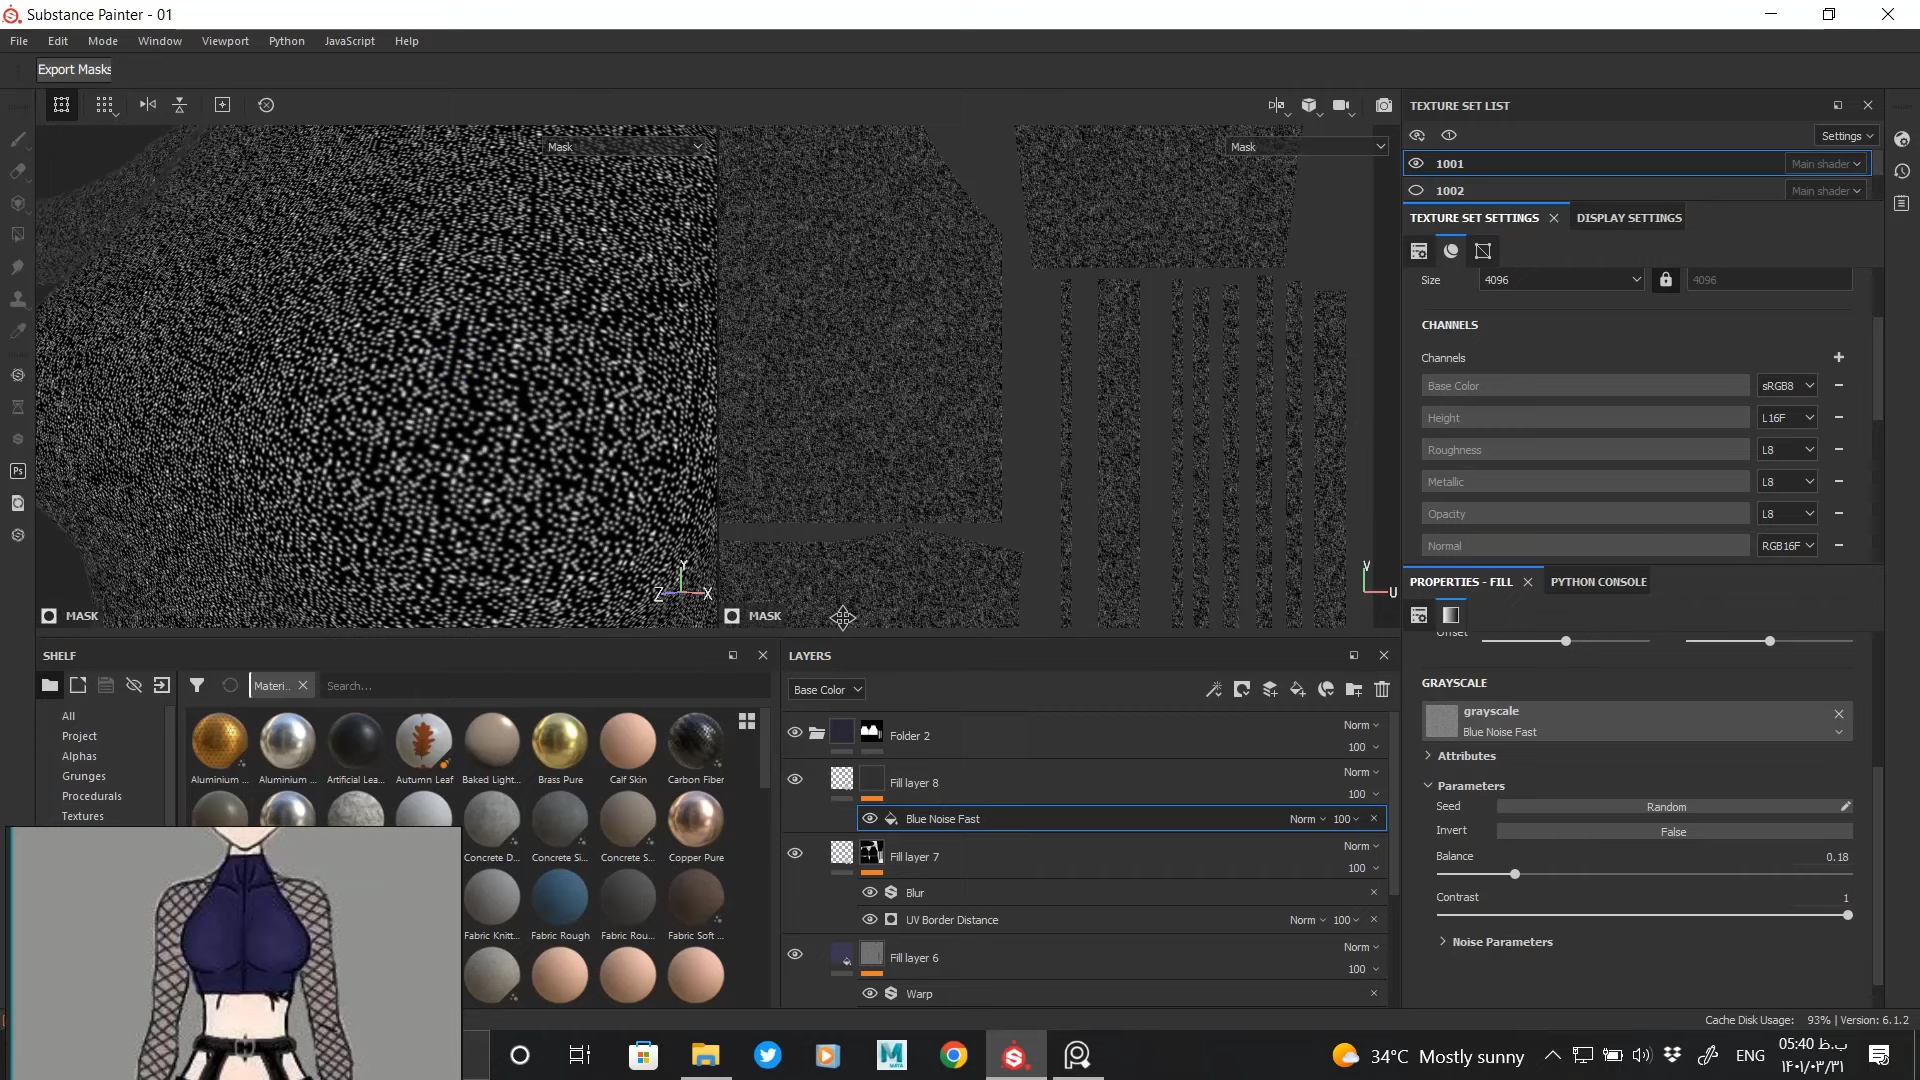 Substance Painter - 01
File Edit Mode Window Viewport Python JavaScript Help
Export Masks
Mask
Mask
MASK
MASK
Y
Z
X
V
U
TEXTURE SET LIST
Settings
1001 Main shader
1002 Main shader
TEXTURE SET SETTINGS DISPLAY SETTINGS
Size 4096 4096
CHANNELS
Channels
Base Color sRGB8
Height L16F
Roughness L8
Metallic L8
Opacity L8
Normal RGB16F
PROPERTIES - FILL PYTHON CONSOLE
Offset
GRAYSCALE
grayscale
Blue Noise Fast
Attributes
Parameters
Seed Random
Invert False
Balance 0.18
Contrast 1
Noise Parameters
SHELF
Materi.. Search...
All
Project
Alphas
Grunges
Procedurals
Textures
Aluminium ... Aluminium ... Artificial Lea... Autumn Leaf Baked Light... Brass Pure Calf Skin Carbon Fiber
Concrete D... Concrete Si... Concrete S... Copper Pure
Fabric Knitt... Fabric Rough Fabric Rou... Fabric Soft ...
LAYERS
Base Color
Folder 2 Norm 100
Fill layer 8 Norm 100
Blue Noise Fast Norm 100
Fill layer 7 Norm 100
Blur
UV Border Distance Norm 100
Fill layer 6 Norm 100
Warp
Cache Disk Usage: 93% | Version: 6.1.2
Ps
34°C Mostly sunny ENG
05:40 ب.ظ
۱۴۰۱/۰۳/۳۱